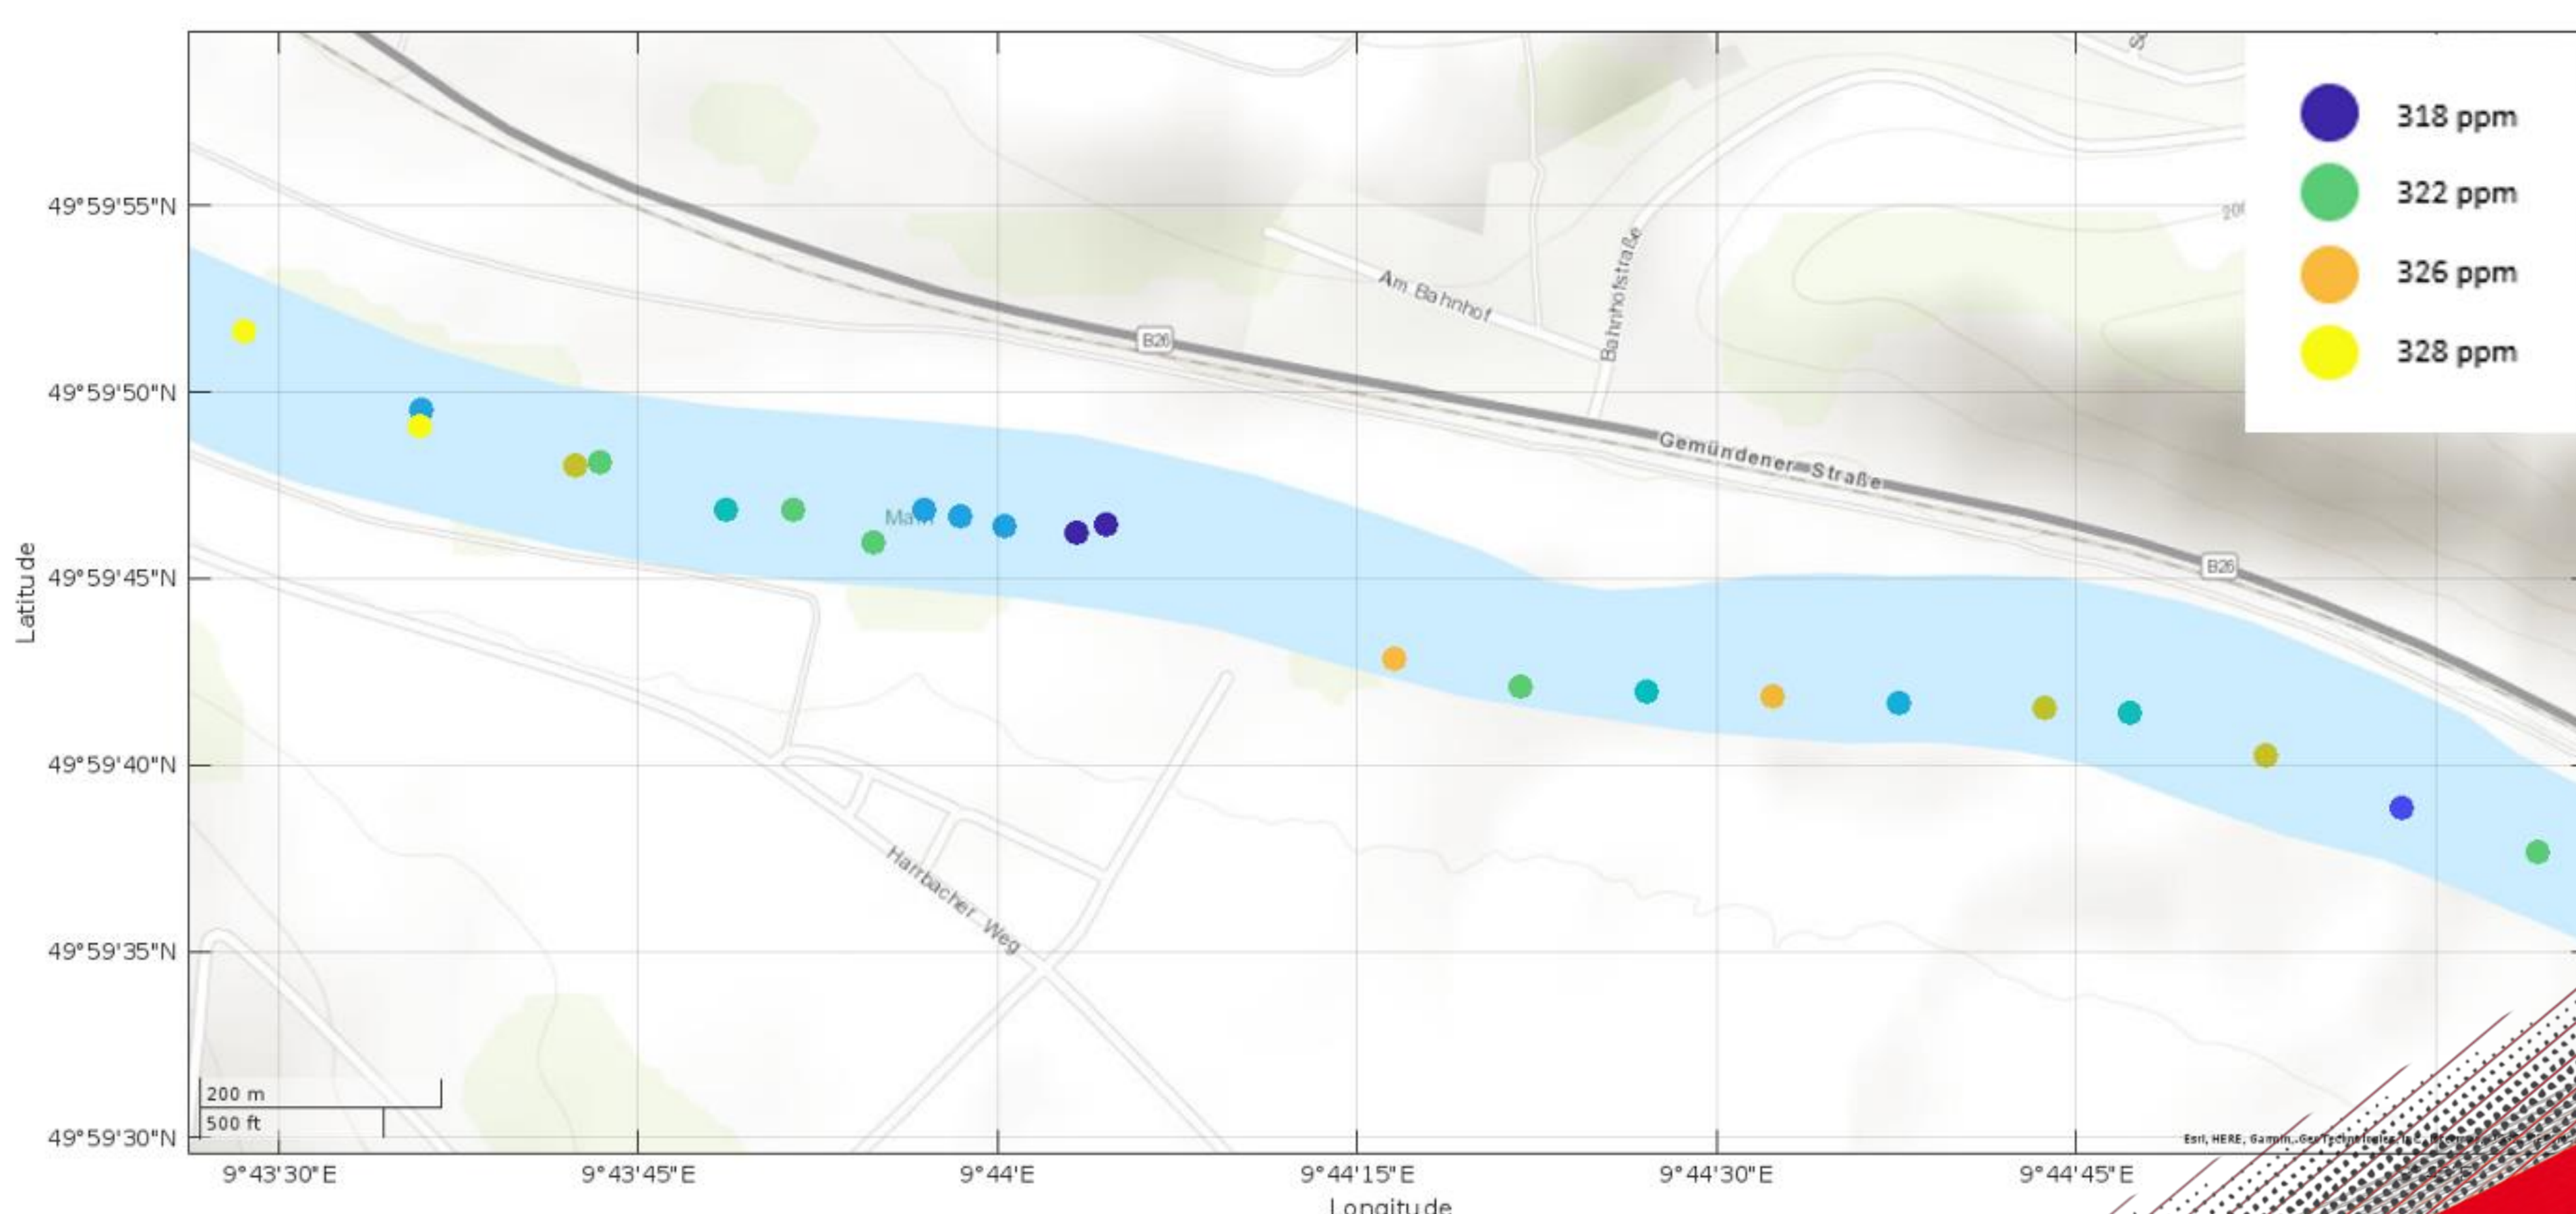 318 ppm
322 ppm
326 ppm
328 ppm
49°59'55"N
49°59'50"N
49°59'45"N
49°59'40"N
49°59'35"N
49°59'30"N
Latitude
Am Bahnhof
Bahnhofstraße
B26
Gemündener Straße
B26
Harrbacher Weg
200 m
500 ft
Esri, HERE, Garmin,
9°43'30"E
9°43'45"E
9°44'E
9°44'15"E
9°44'30"E
9°44'45"E
Longitude